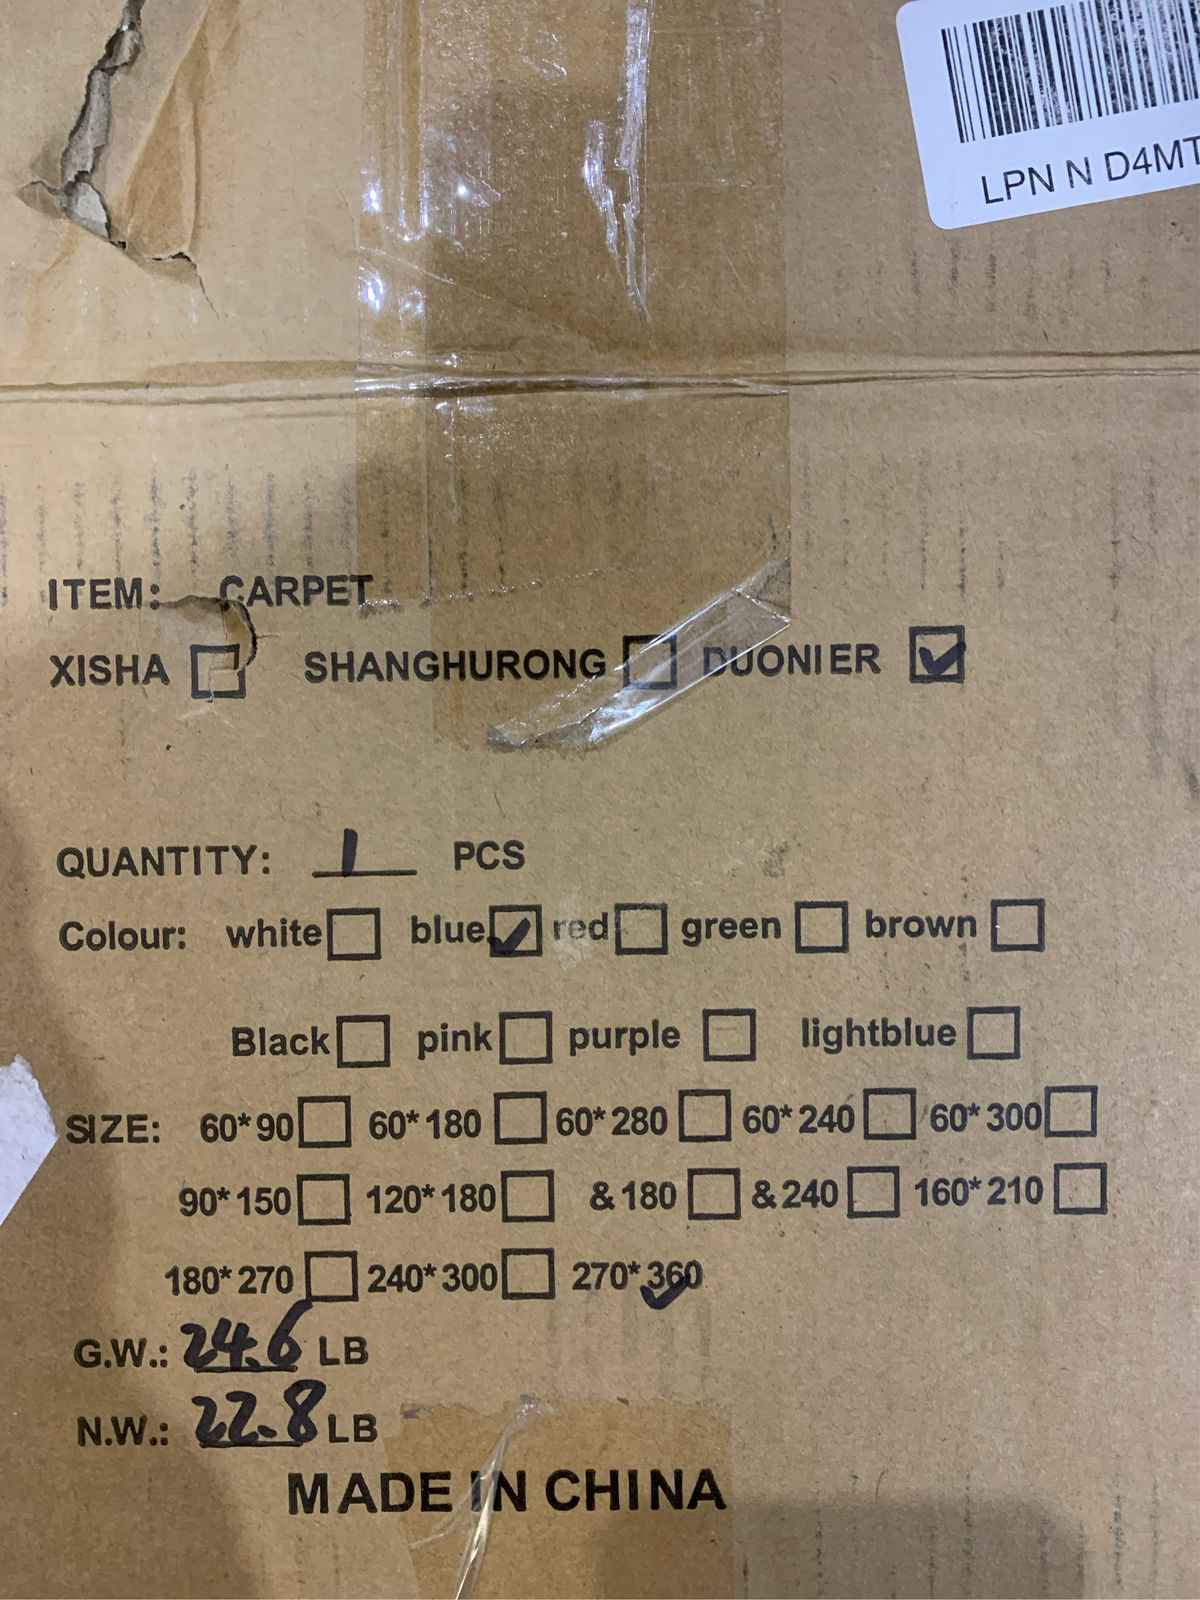 LPN N D4MT
ITEM: CARPET
XISHA □ SHANGHURONG □ DUONIER ☑
QUANTITY: 1 PCS
Colour: white □ blue ☑ red □ green □ brown □
Black □ pink □ purple □ lightblue □
SIZE: 60*90 □ 60*180 □ 60*280 □ 60*240 □ 60*300 □
90*150 □ 120*180 □ &180 □ &240 □ 160*210 □
180*270 □ 240*300 □ 270*360 ✓
G.W.: 24.6 LB
N.W.: 22.8 LB
MADE IN CHINA